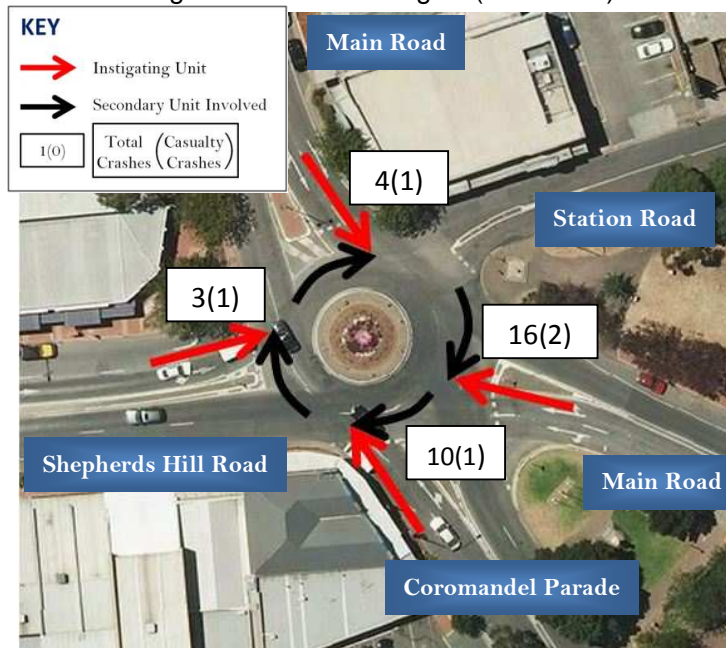 KEY
Instigating Unit
Secondary Unit Involved
1(0)
Total Crashes
(Casualty Crashes)
Main Road
4(1)
Station Road
3(1)
16(2)
Shepherds Hill Road
10(1)
Main Road
Coromandel Parade